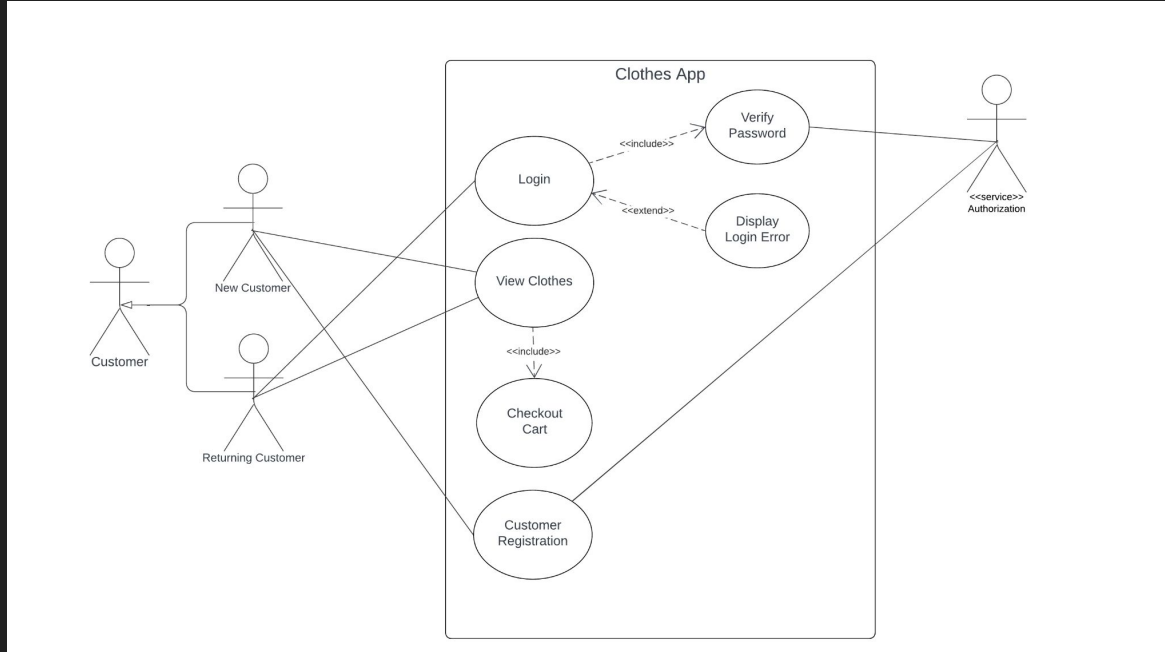 Clothes App
Verify
Password
<<include>>
Login
<<service>>
Authorization
<<extend>>
Display
Login Error
New Customer
View Clothes
<<include>>
Customer
Checkout
Cart
Returning Customer
Customer
Registration